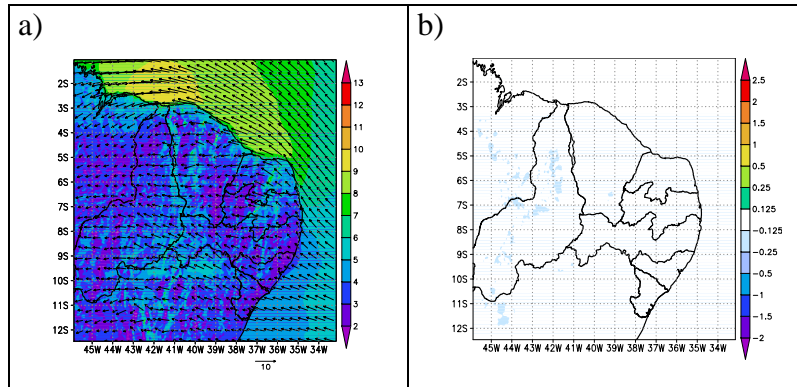 a)
2S
3S
4S
5S
6S
7S
8S
9S
10S
11S
12S
45W 44W 43W 42W 41W 40W 39W 38W 37W 36W 35W 34W
10
13
12
11
10
9
8
7
6
5
4
3
2
b)
2S
3S
4S
5S
6S
7S
8S
9S
10S
11S
12S
45W 44W 43W 42W 41W 40W 39W 38W 37W 36W 35W 34W
2.5
2
1.5
1
0.5
0.25
0.125
-0.125
-0.25
-0.5
-1
-1.5
-2